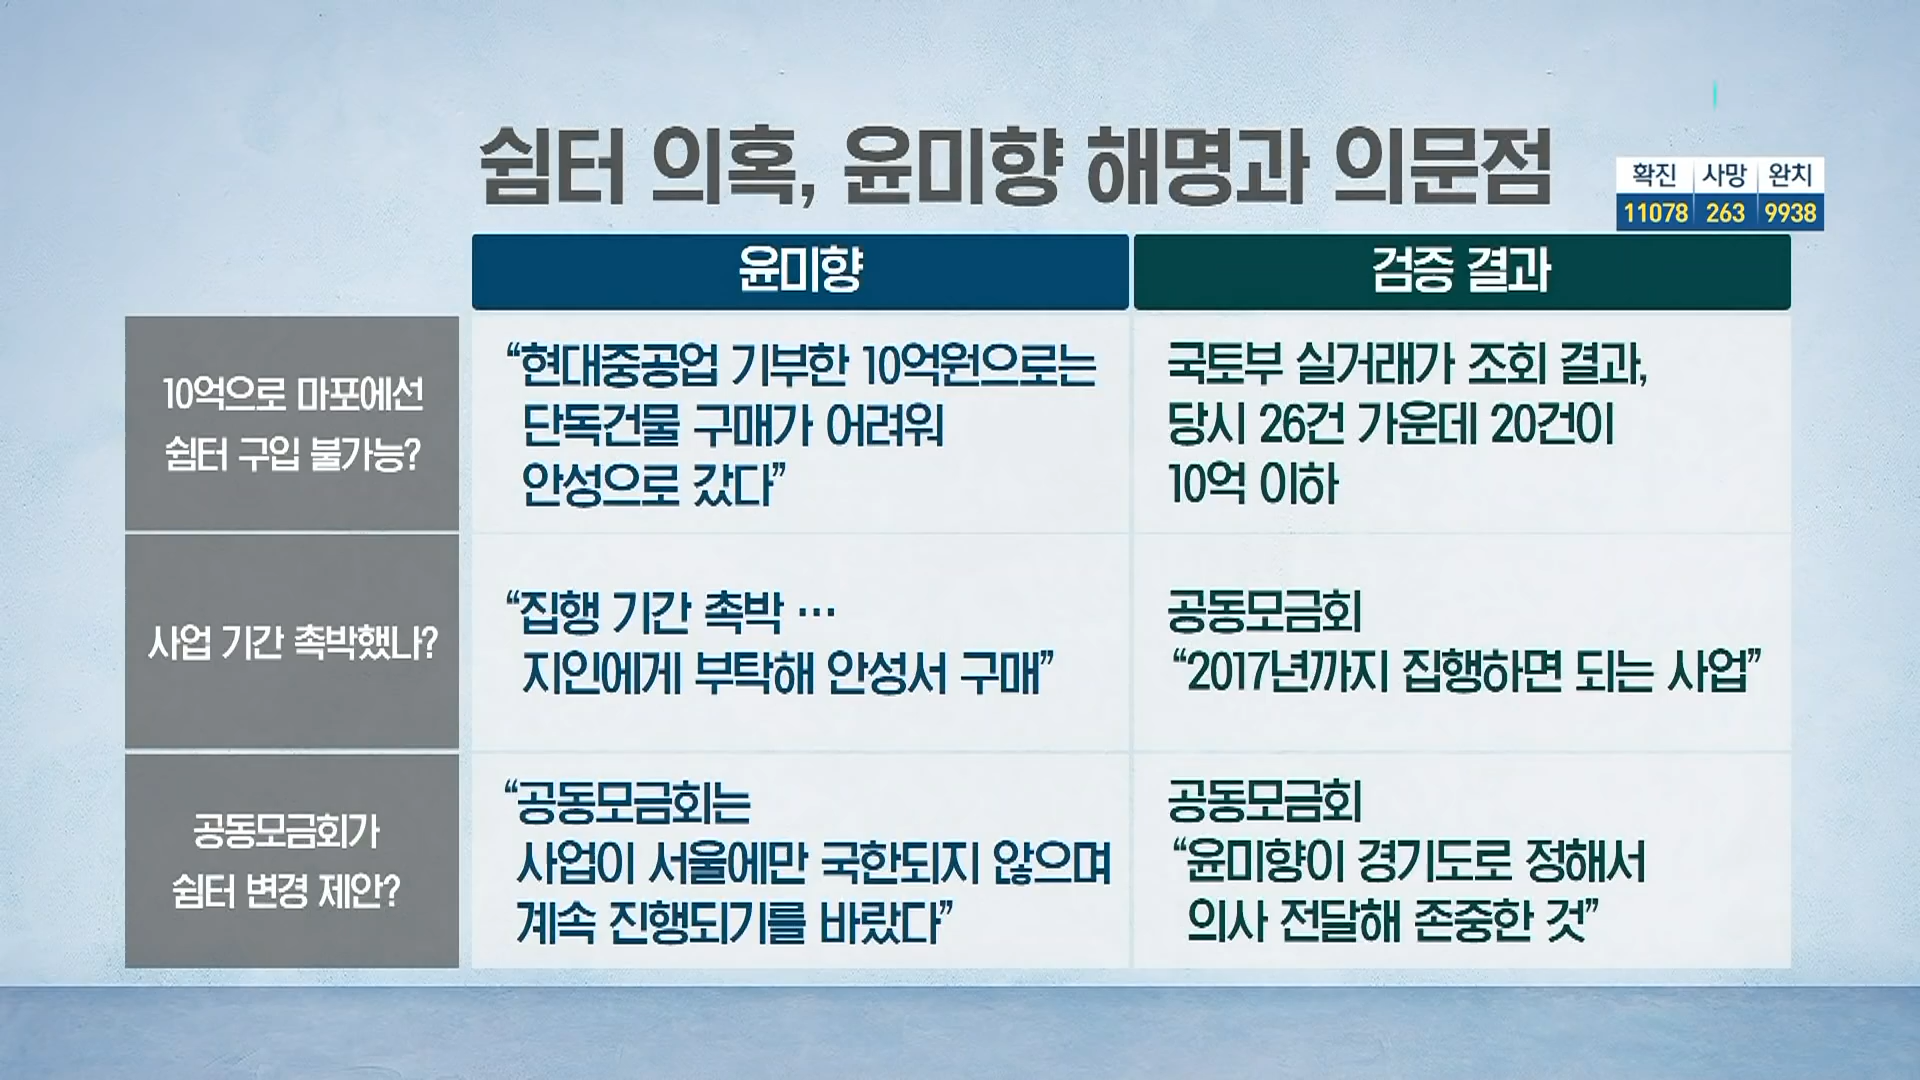 쉼터 의혹, 윤미향 해명과 의문점
확진 사망 완치
11078 263 9938
윤미향
검증 결과
10억으로 마포에선
쉼터 구입 불가능?
“현대중공업 기부한 10억원으로는
단독건물 구매가 어려워
안성으로 갔다”
국토부 실거래가 조회 결과,
당시 26건 가운데 20건이
10억 이하
사업 기간 촉박했나?
“집행 기간 촉박 …
지인에게 부탁해 안성서 구매”
공동모금회
“2017년까지 집행하면 되는 사업”
공동모금회가
쉼터 변경 제안?
“공동모금회는
사업이 서울에만 국한되지 않으며
계속 진행되기를 바랐다”
공동모금회
“윤미향이 경기도로 정해서
의사 전달해 존중한 것”